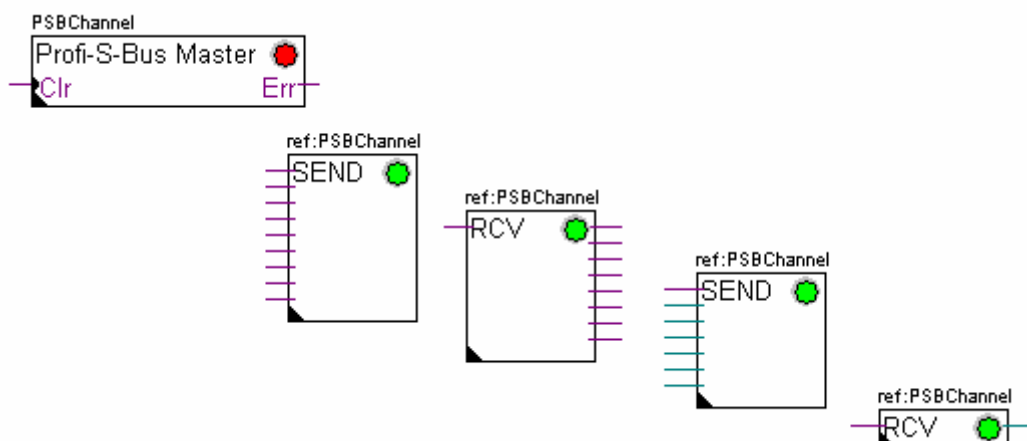 PSBChannel
Profi-S-Bus Master
Clr Err
ref:PSBChannel
SEND
ref:PSBChannel
RCV
ref:PSBChannel
SEND
ref:PSBChannel
RCV